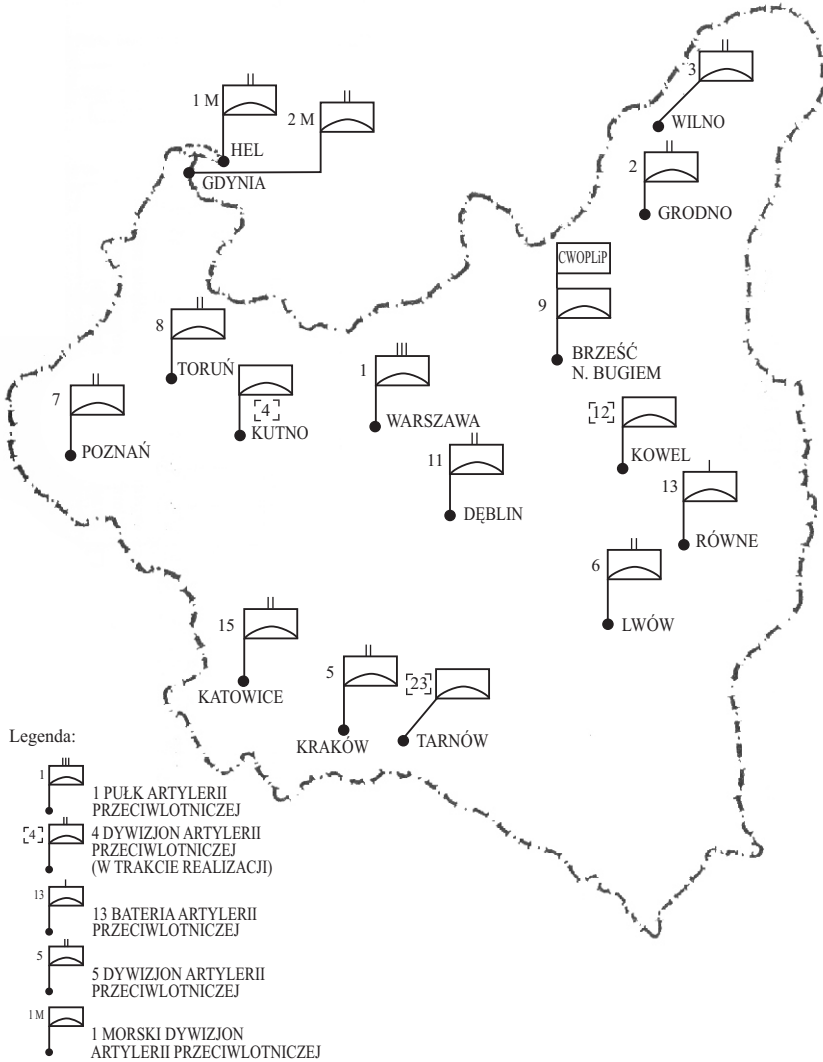 3
WILNO
1 M
HEL
2 M
GDYNIA
2
GRODNO
CWOPLiP
9
BRZEŚĆ
N. BUGIEM
8
TORUŃ
7
POZNAŃ
[4]
KUTNO
1
WARSZAWA
11
DĘBLIN
[12]
KOWEL
13
RÓWNE
6
LWÓW
15
KATOWICE
5
KRAKÓW
[23]
TARNÓW
Legenda:
1
1 PUŁK ARTYLERII
PRZECIWLOTNICZEJ
[4]
4 DYWIZJON ARTYLERII
PRZECIWLOTNICZEJ
(W TRAKCIE REALIZACJI)
13
13 BATERIA ARTYLERII
PRZECIWLOTNICZEJ
5
5 DYWIZJON ARTYLERII
PRZECIWLOTNICZEJ
1 M
1 MORSKI DYWIZJON
ARTYLERII PRZECIWLOTNICZEJ